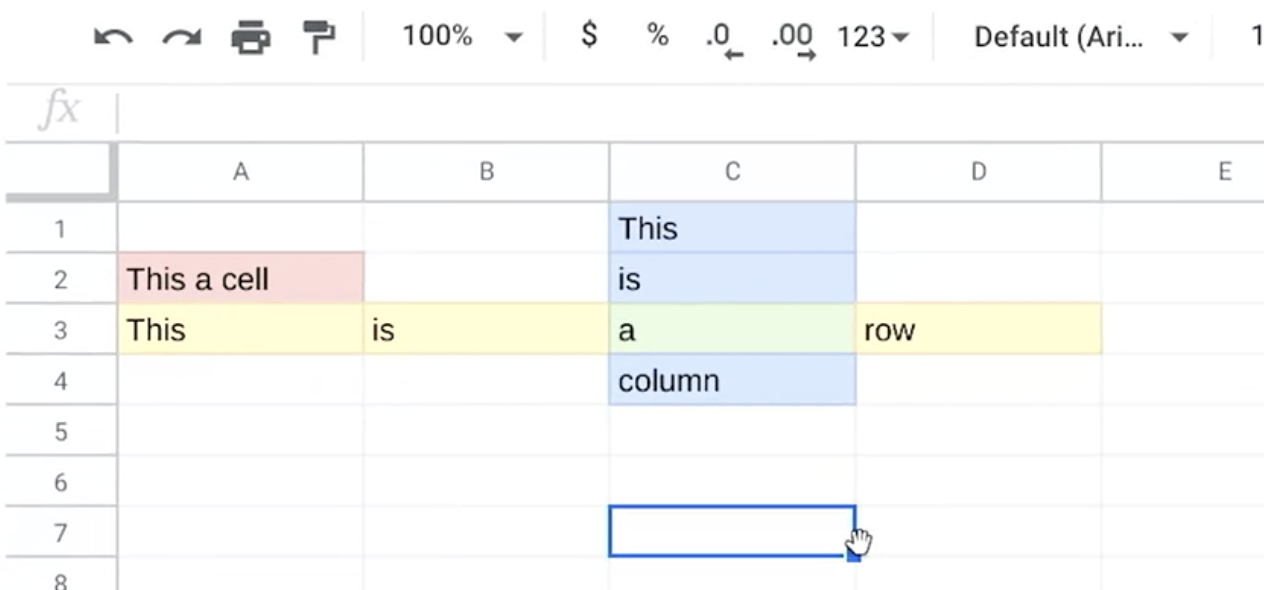 100% $ % .0 .00 123 Default (Ari... 1
fx
A B C D E
1 This
2 This a cell is
3 This is a row
4 column
5
6
7
8